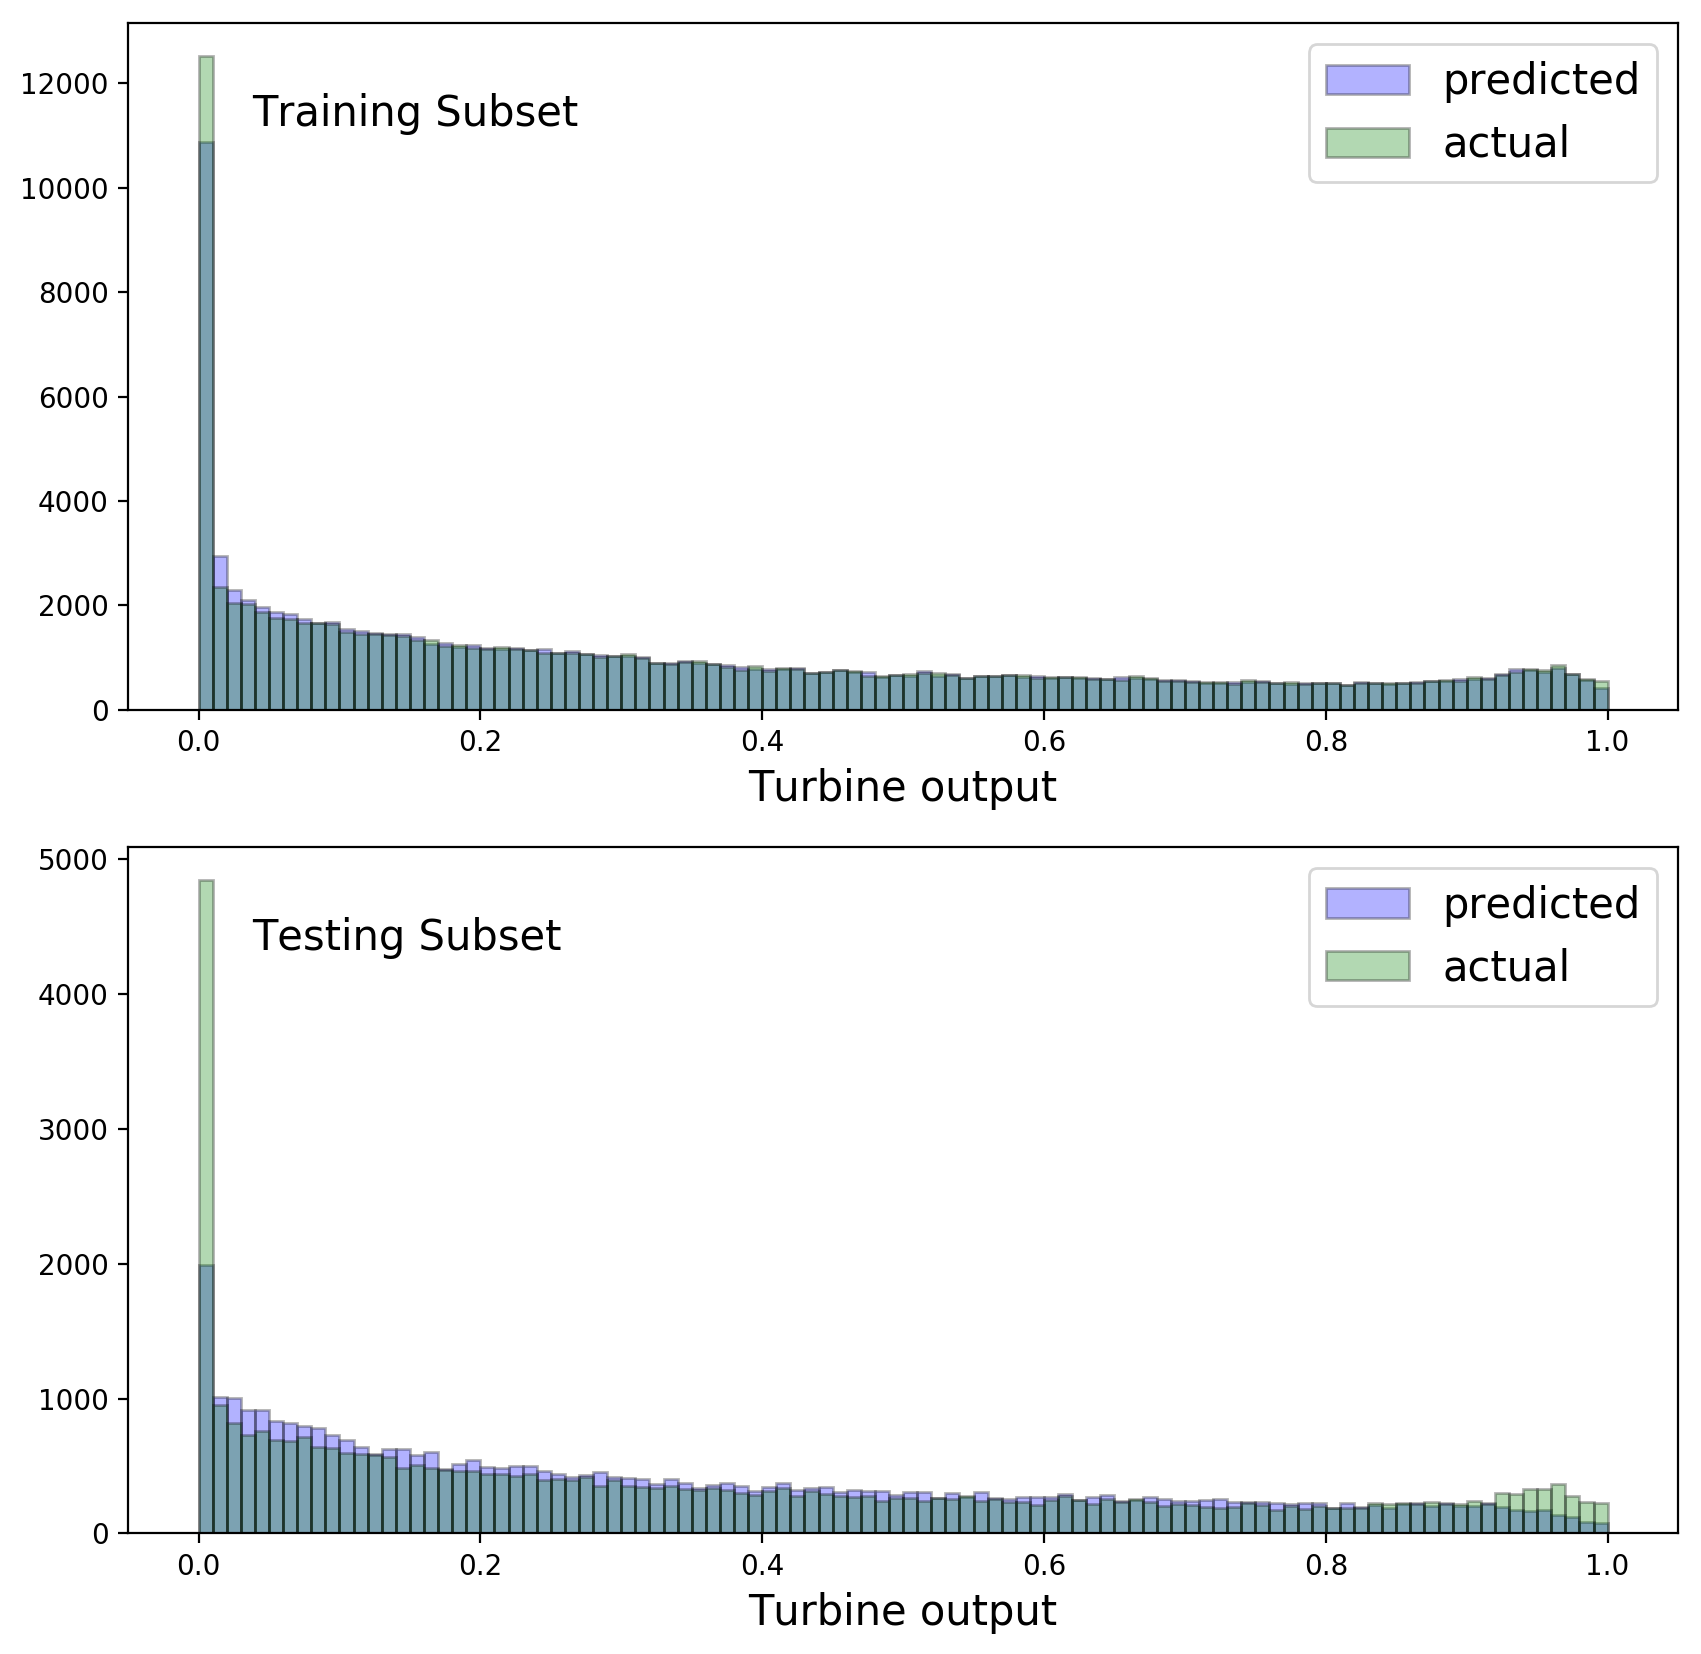 12000
10000
8000
6000
4000
2000
0
Training Subset
predicted
actual
0.0 0.2 0.4 0.6 0.8 1.0
Turbine output
5000
4000
3000
2000
1000
0
Testing Subset
predicted
actual
0.0 0.2 0.4 0.6 0.8 1.0
Turbine output